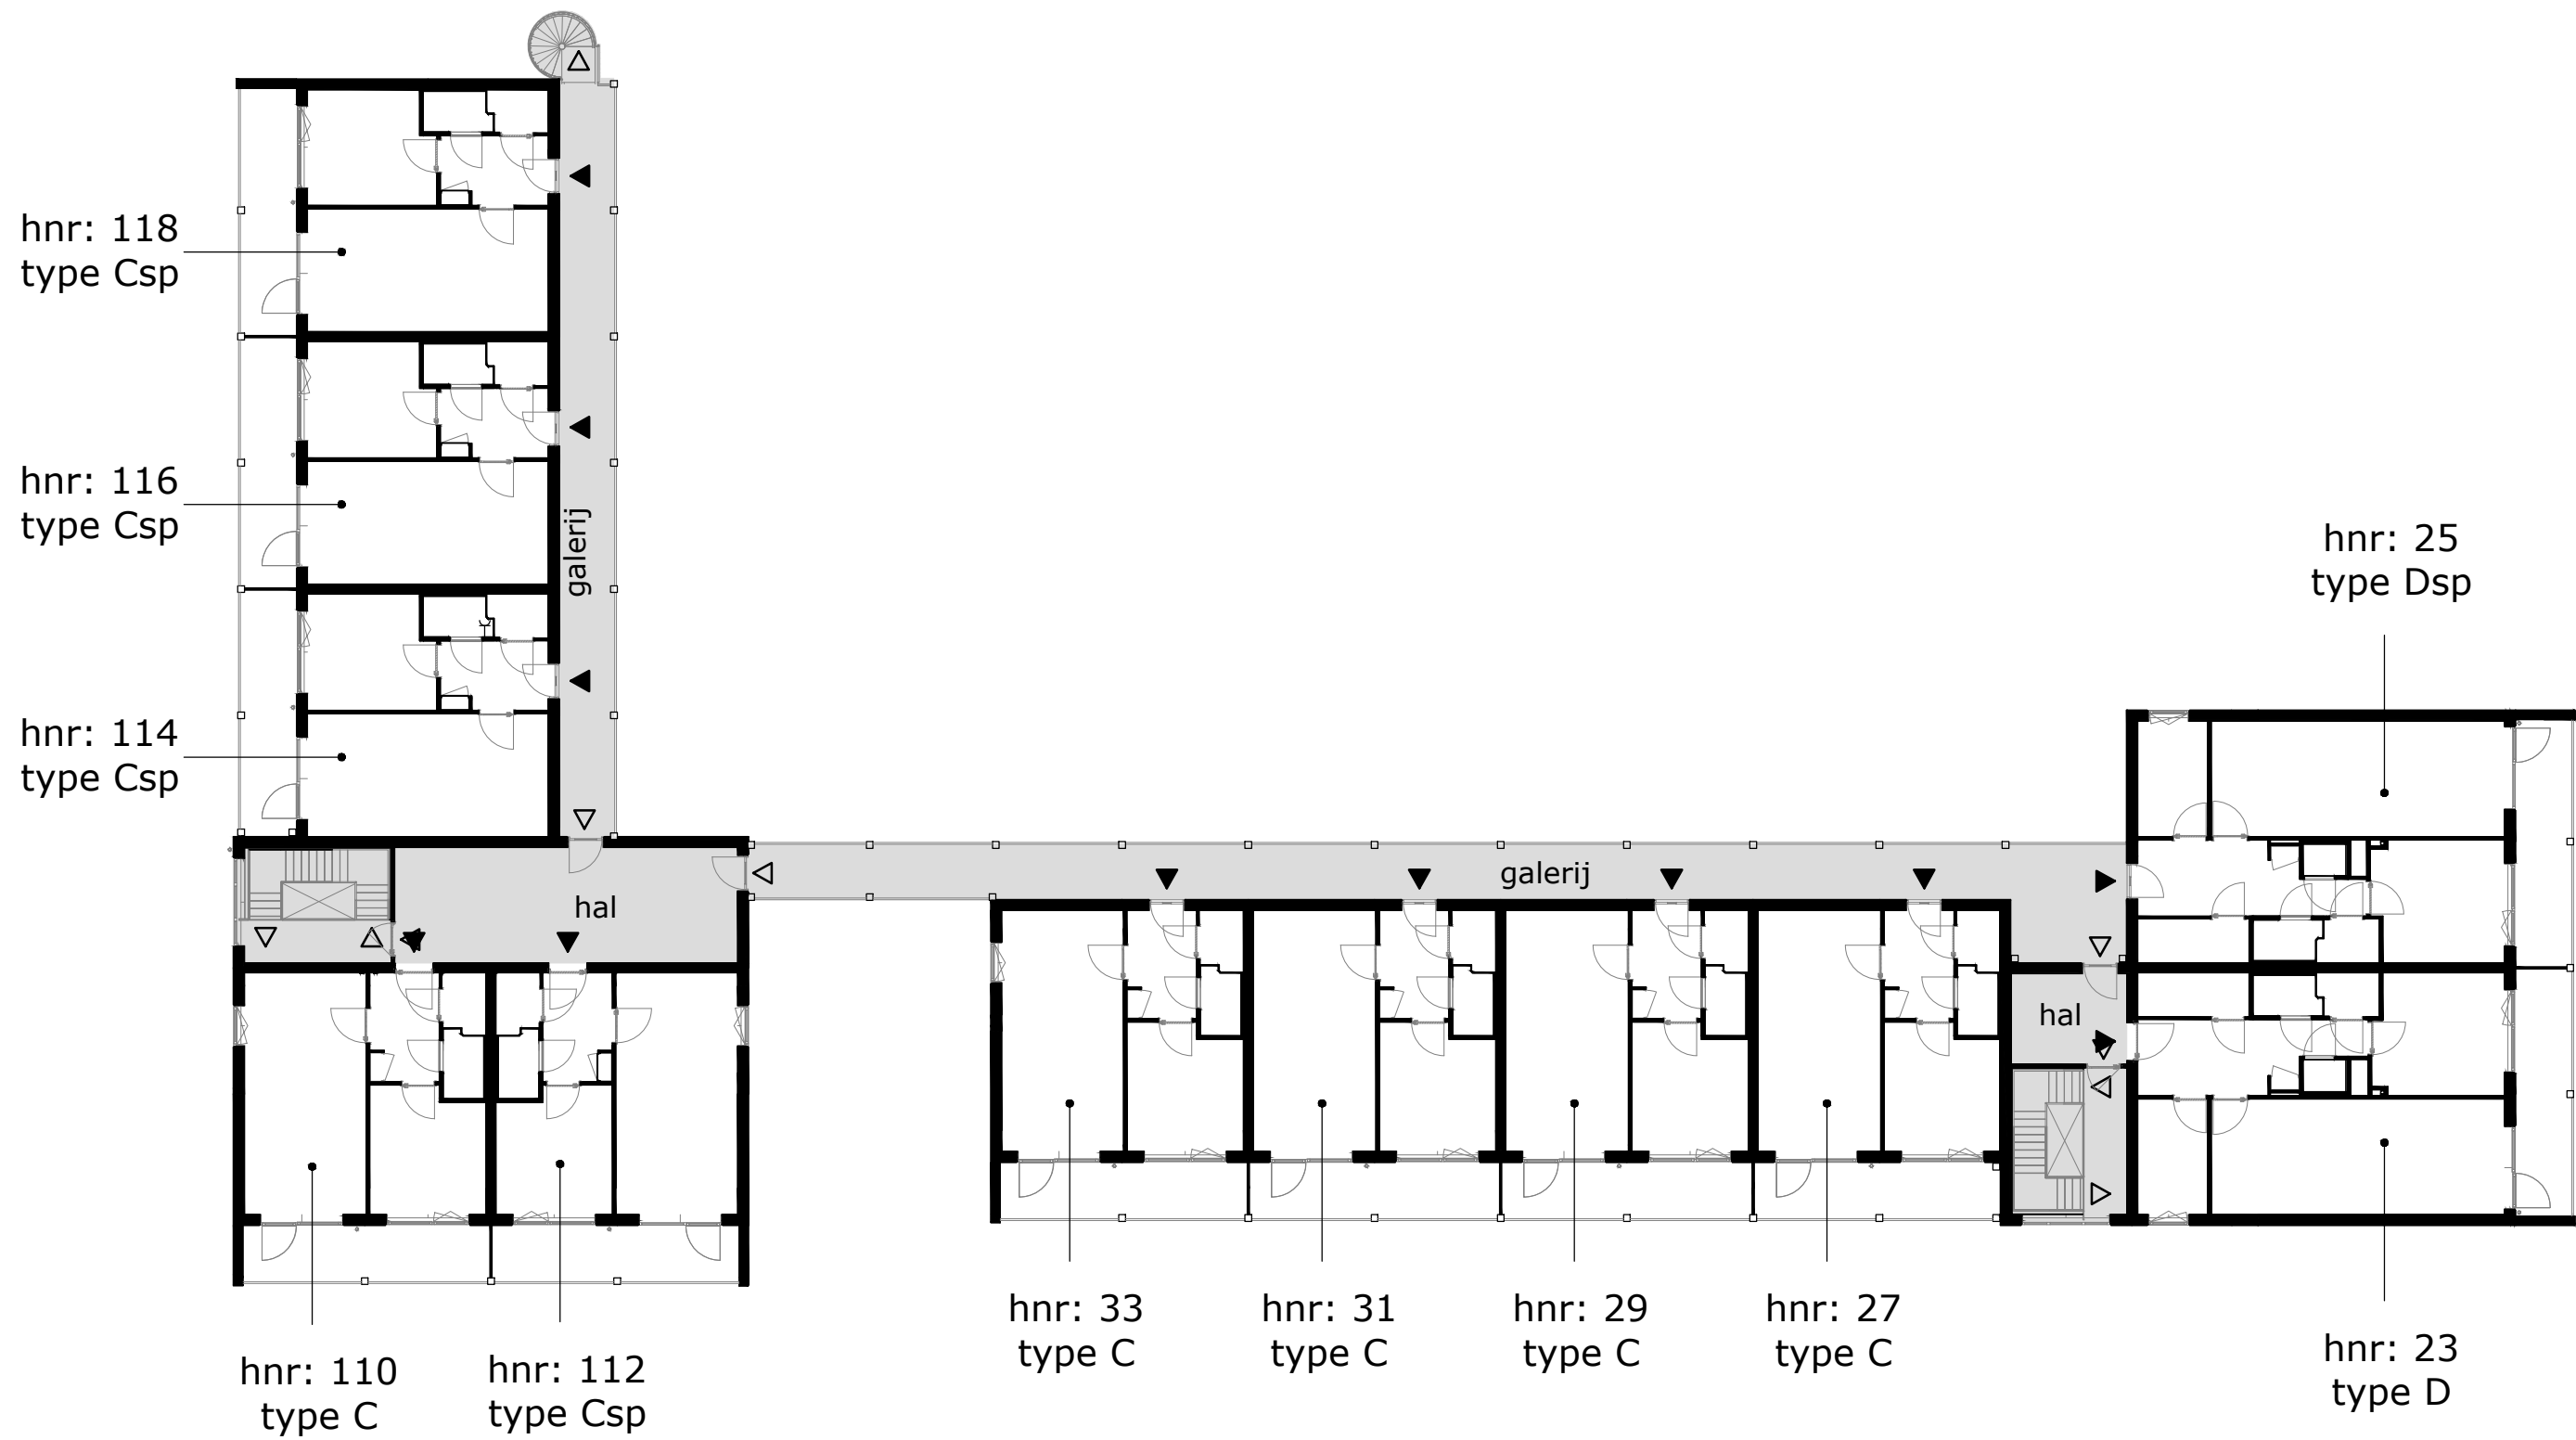 hnr: 118
type Csp
hnr: 116
type Csp
galerij
hnr: 25
type Dsp
hnr: 114
type Csp
galerij
hal
hal
hnr: 33
type C
hnr: 31
type C
hnr: 29
type C
hnr: 27
type C
hnr: 23
type D
hnr: 110
type C
hnr: 112
type Csp